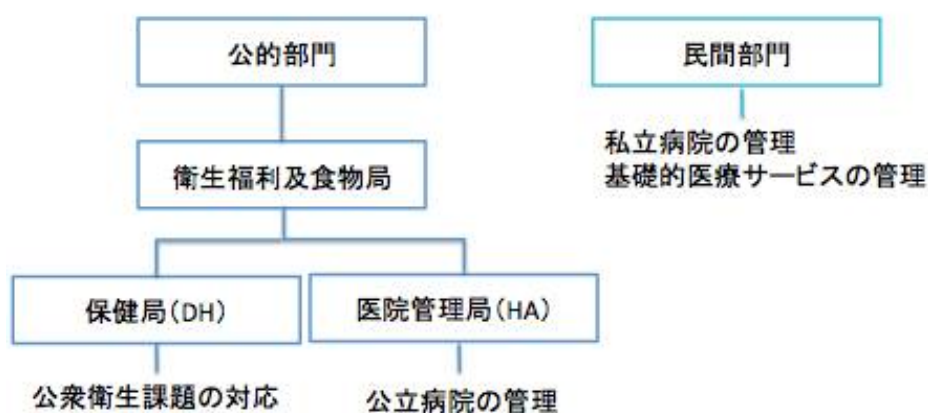 公的部門
民間部門
私立病院の管理
基礎的医療サービスの管理
衛生福利及食物局
保健局(DH)
医院管理局(HA)
公衆衛生課題の対応
公立病院の管理